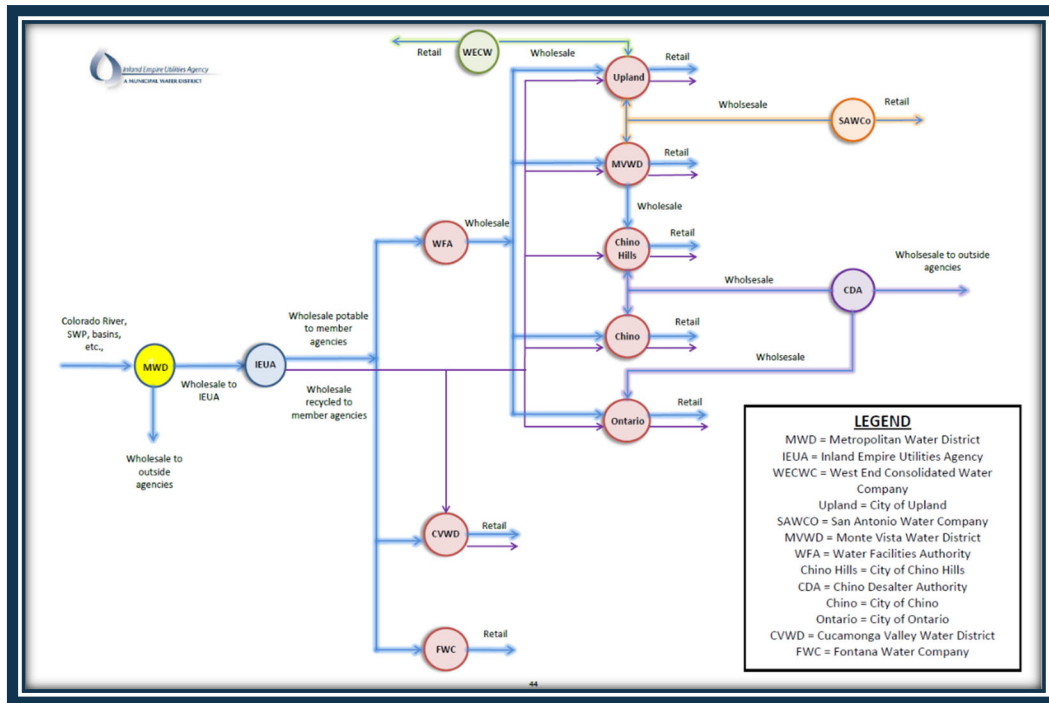 Inland Empire Utilities Agency
A MUNICIPAL WATER DISTRICT
Retail
WECW
Wholesale
Upland
Retail
Wholsesale
SAWCo
Retail
MVWD
Retail
Wholesale
WFA
Wholesale
Chino
Hills
Retail
Wholsesale
CDA
Wholsesale to outside
agencies
Colorado River,
SWP, basins,
etc.,
MWD
Wholesale to
IEUA
IEUA
Wholesale potable
to member
agencies
Wholesale
recycled to
member agencies
Wholesale to
outside
agencies
Chino
Retail
Wholsesale
Ontario
Retail
CVWD
Retail
FWC
Retail
LEGEND
MWD = Metropolitan Water District
IEUA = Inland Empire Utilities Agency
WECWC = West End Consolidated Water
Company
Upland = City of Upland
SAWCO = San Antonio Water Company
MVWD = Monte Vista Water District
WFA = Water Facilities Authority
Chino Hills = City of Chino Hills
CDA = Chino Desalter Authority
Chino = City of Chino
Ontario = City of Ontario
CVWD = Cucamonga Valley Water District
FWC = Fontana Water Company
44